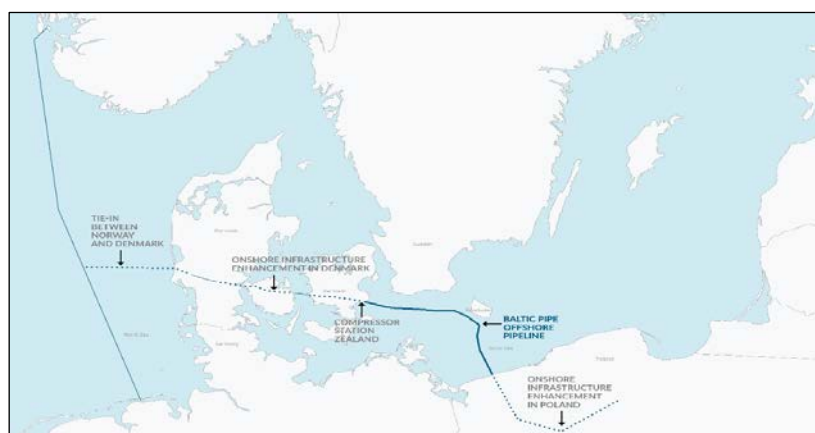 TIE-IN
BETWEEN
NORWAY
AND DENMARK
ONSHORE INFRASTRUCTURE
ENHANCEMENT IN DENMARK
COMPRESSOR
STATION
ZEALAND
BALTIC PIPE
OFFSHORE
PIPELINE
ONSHORE
INFRASTRUCTURE
ENHANCEMENT
IN POLAND
North Sea
Germany
Sweden
Poland